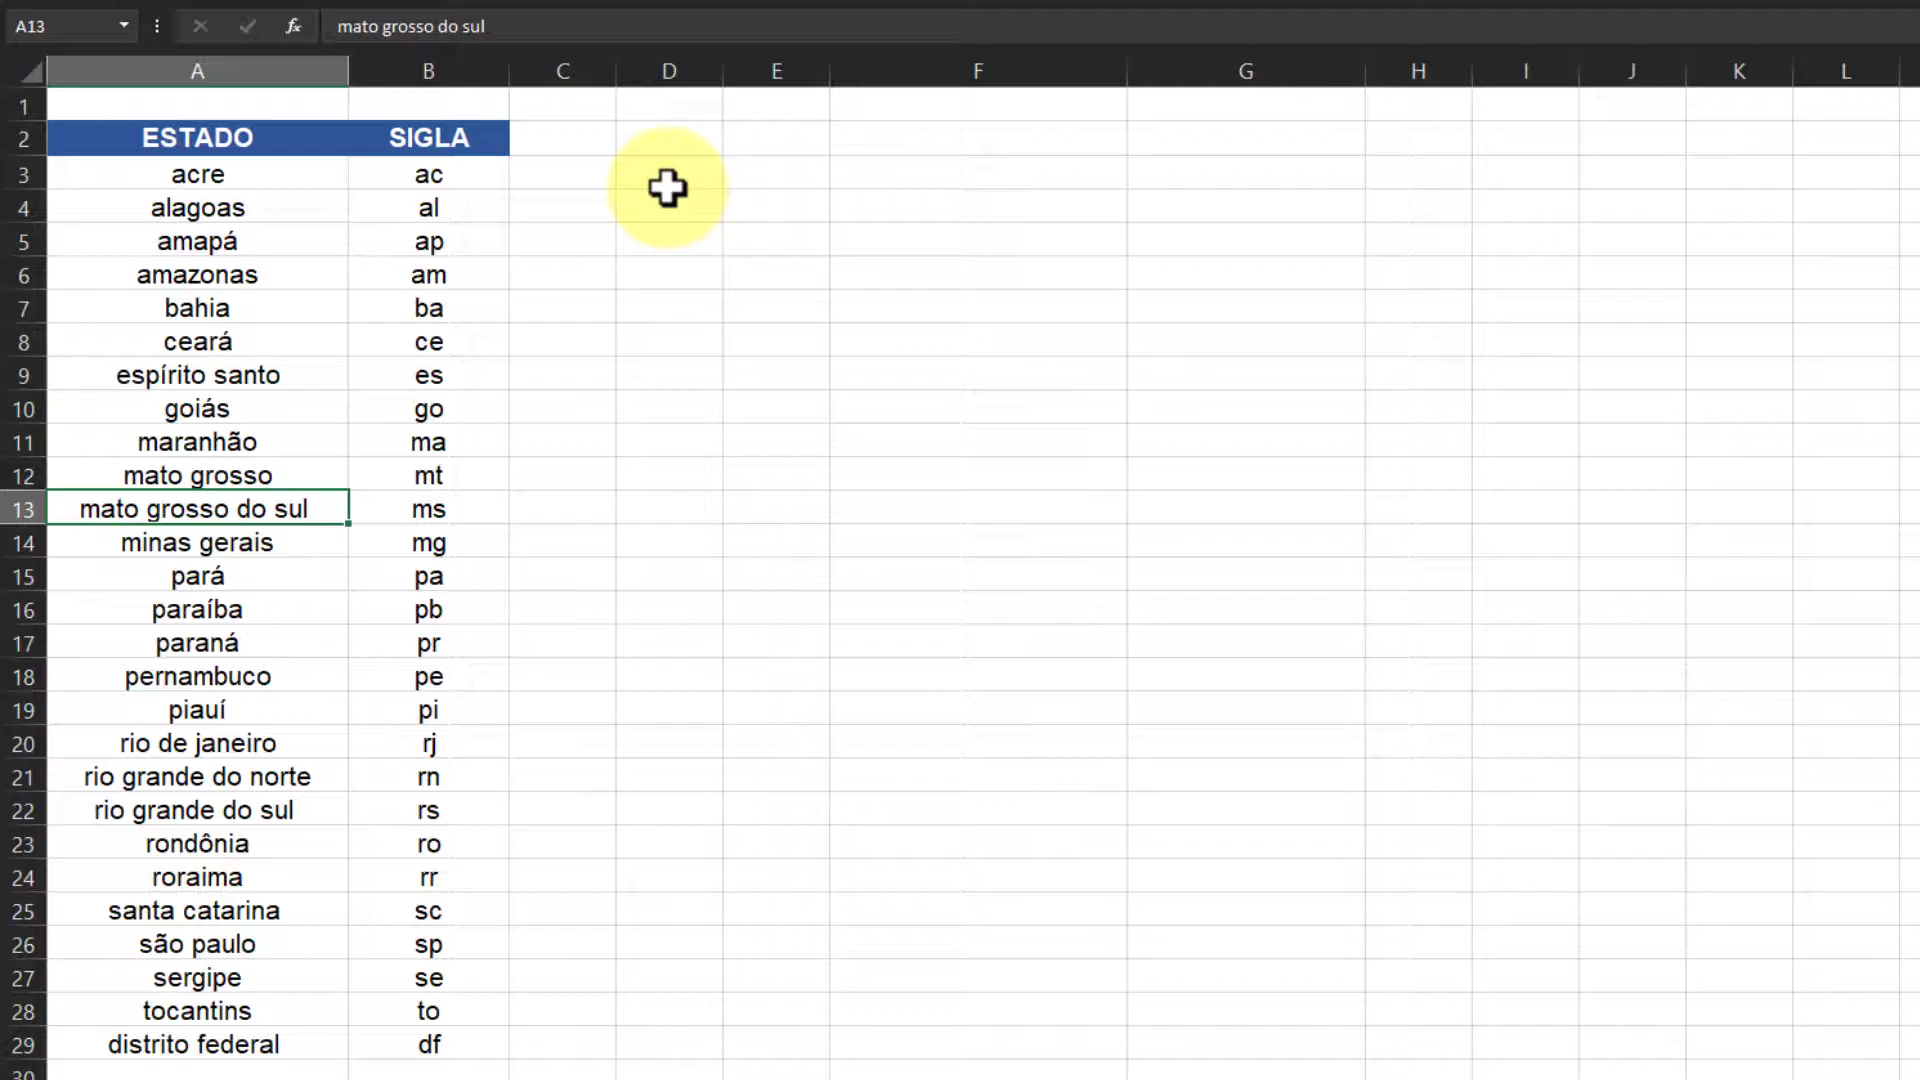 A13 fx mato grosso do sul
A B C D E F G H I J K L
1
2 ESTADO SIGLA
3 acre ac
4 alagoas al
5 amapá ap
6 amazonas am
7 bahia ba
8 ceará ce
9 espírito santo es
10 goiás go
11 maranhão ma
12 mato grosso mt
13 mato grosso do sul ms
14 minas gerais mg
15 pará pa
16 paraíba pb
17 paraná pr
18 pernambuco pe
19 piauí pi
20 rio de janeiro rj
21 rio grande do norte rn
22 rio grande do sul rs
23 rondônia ro
24 roraima rr
25 santa catarina sc
26 são paulo sp
27 sergipe se
28 tocantins to
29 distrito federal df
30